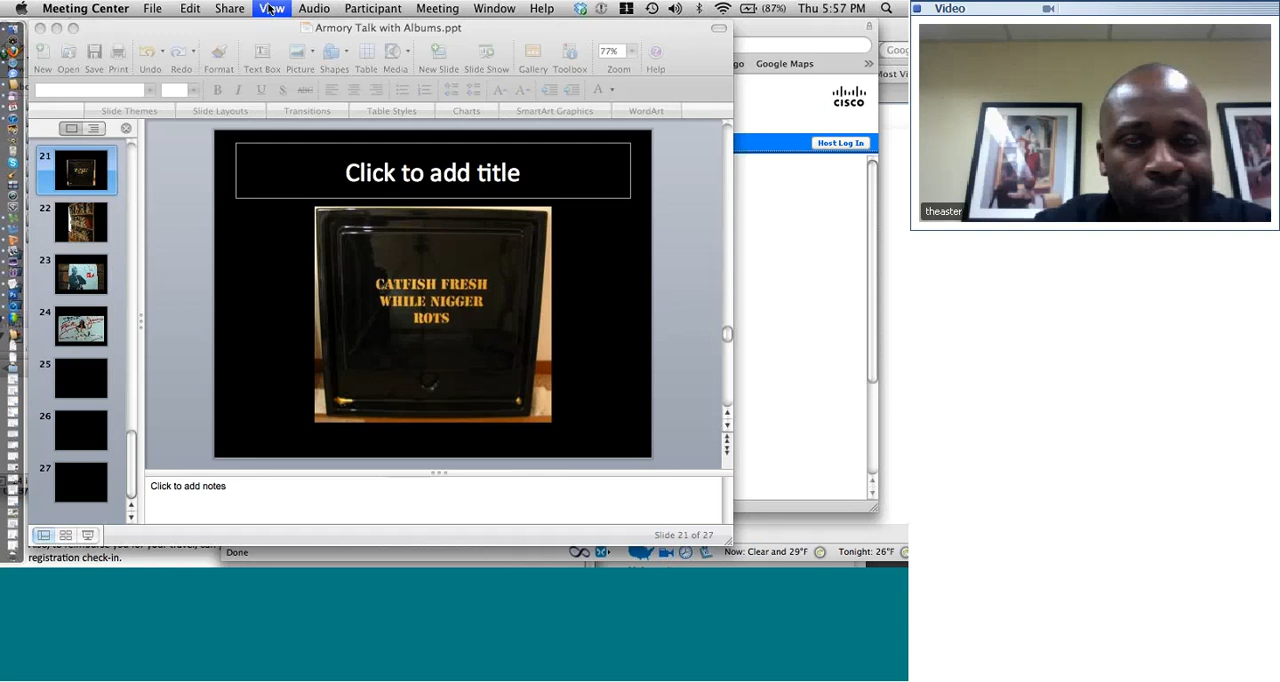 Meeting Center File Edit Share View Audio Participant Meeting Window Help (87%) Thu 5:57 PM
Video
Armory Talk with Albums.ppt
77%
New Open Save Print Undo Redo Format Text Box Picture Shapes Table Media New Slide Slide Show Gallery Toolbox Zoom Help
Google Maps
B I U S ABC A A A
Slide Themes Slide Layouts Transitions Table Styles Charts SmartArt Graphics WordArt
CISCO
Host Log In
21
22
23
24
25
26
27
Click to add title
CATFISH FRESH
WHILE NIGGER
ROTS
theaster
Click to add notes
Slide 21 of 27
registration check-in.
Done
Now: Clear and 29°F Tonight: 26°F